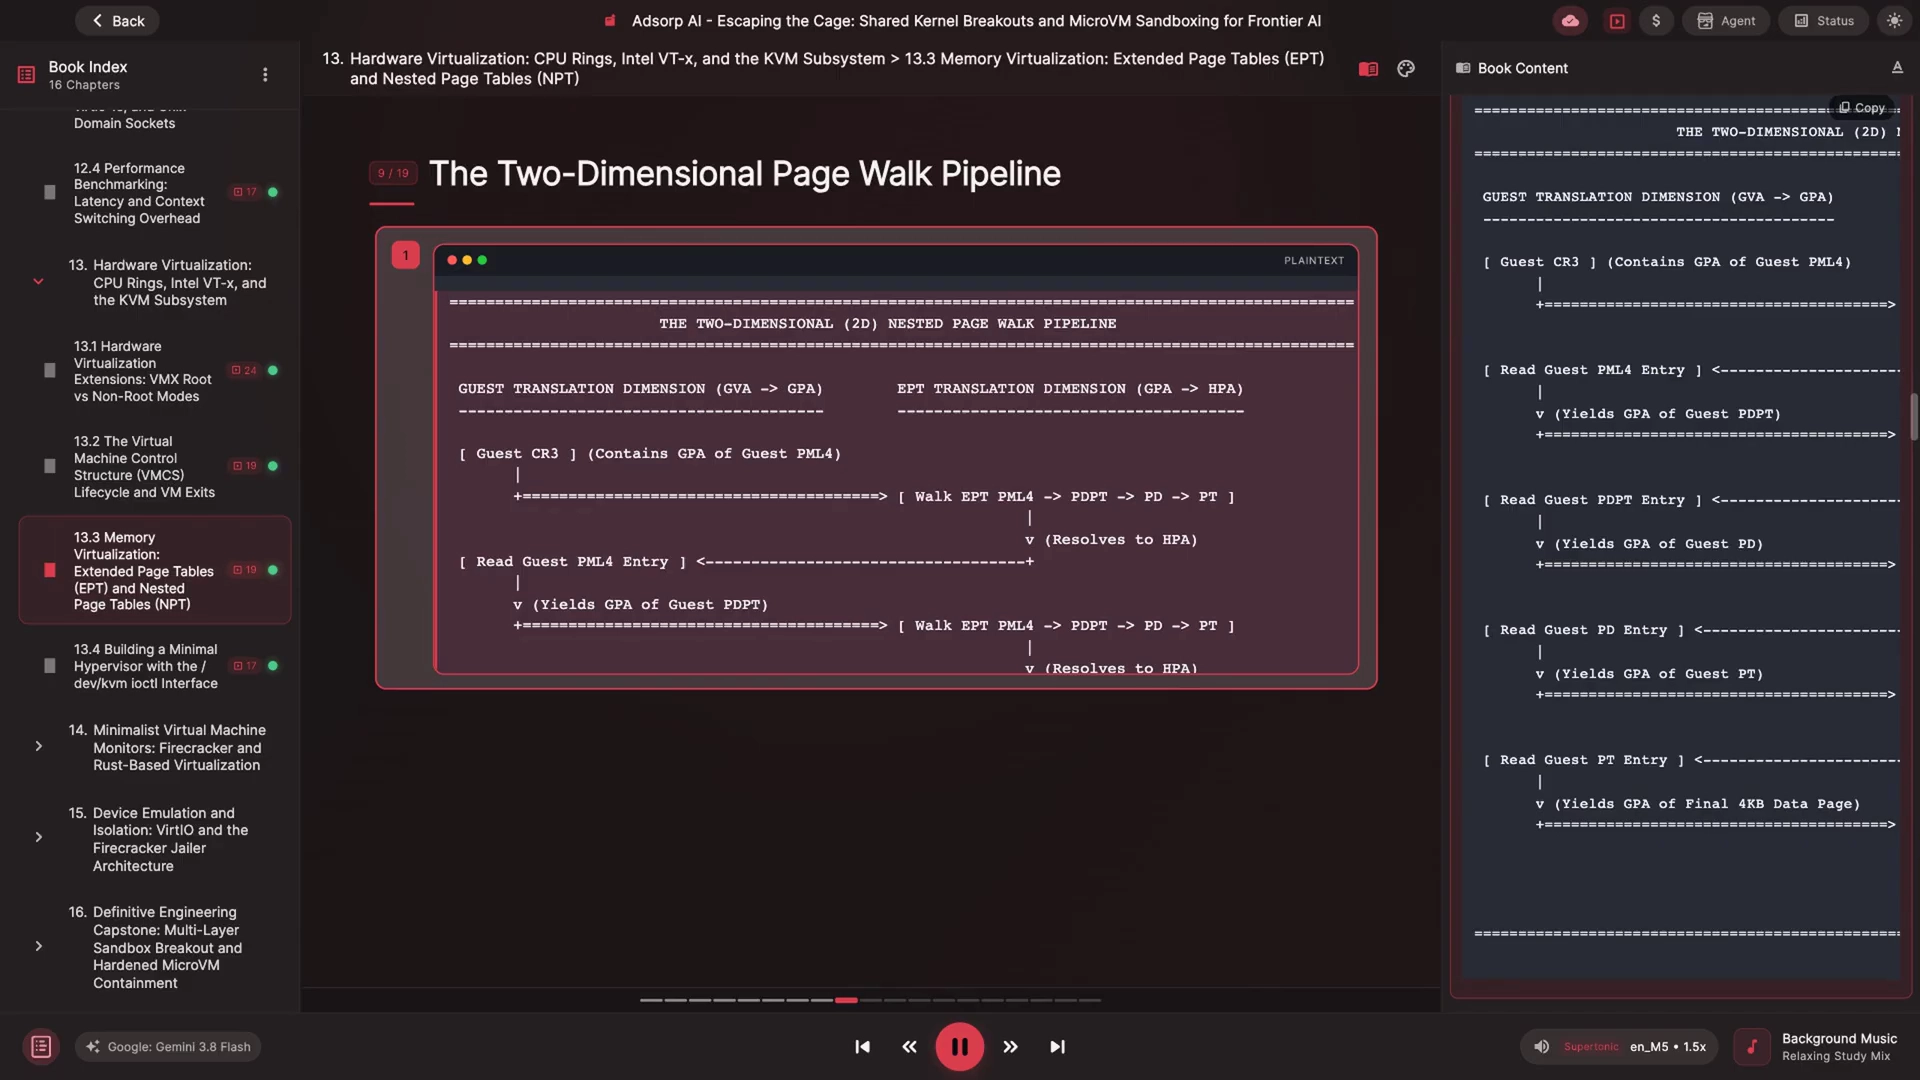 Back
Adsorp AI - Escaping the Cage: Shared Kernel Breakouts and MicroVM Sandboxing for Frontier AI
$
Agent
Status
Book Index
16 Chapters
Domain Sockets
12.4 Performance
Benchmarking:
Latency and Context
Switching Overhead
17
13. Hardware Virtualization:
CPU Rings, Intel VT-x, and
the KVM Subsystem
13.1 Hardware
Virtualization
Extensions: VMX Root
vs Non-Root Modes
24
13.2 The Virtual
Machine Control
Structure (VMCS)
Lifecycle and VM Exits
19
13.3 Memory
Virtualization:
Extended Page Tables
(EPT) and Nested
Page Tables (NPT)
19
13.4 Building a Minimal
Hypervisor with the /
dev/kvm ioctl Interface
17
14. Minimalist Virtual Machine
Monitors: Firecracker and
Rust-Based Virtualization
15. Device Emulation and
Isolation: VirtIO and the
Firecracker Jailer
Architecture
16. Definitive Engineering
Capstone: Multi-Layer
Sandbox Breakout and
Hardened MicroVM
Containment
13. Hardware Virtualization: CPU Rings, Intel VT-x, and the KVM Subsystem > 13.3 Memory Virtualization: Extended Page Tables (EPT)
and Nested Page Tables (NPT)
9 / 19
The Two-Dimensional Page Walk Pipeline
1
PLAINTEXT
===================================================================================================
THE TWO-DIMENSIONAL (2D) NESTED PAGE WALK PIPELINE
===================================================================================================
GUEST TRANSLATION DIMENSION (GVA -> GPA) EPT TRANSLATION DIMENSION (GPA -> HPA)
---------------------------------------- --------------------------------------
[ Guest CR3 ] (Contains GPA of Guest PML4)
|
+=======================================> [ Walk EPT PML4 -> PDPT -> PD -> PT ]
|
v (Resolves to HPA)
[ Read Guest PML4 Entry ] <-----------------------------------+
|
v (Yields GPA of Guest PDPT)
+=======================================> [ Walk EPT PML4 -> PDPT -> PD -> PT ]
|
v (Resolves to HPA)
Book Content
Copy
===============================================
THE TWO-DIMENSIONAL (2D)
===============================================
GUEST TRANSLATION DIMENSION (GVA -> GPA)
----------------------------------------
[ Guest CR3 ] (Contains GPA of Guest PML4)
|
+=======================================>
[ Read Guest PML4 Entry ] <--------------------
|
v (Yields GPA of Guest PDPT)
+=======================================>
[ Read Guest PDPT Entry ] <--------------------
|
v (Yields GPA of Guest PD)
+=======================================>
[ Read Guest PD Entry ] <----------------------
|
v (Yields GPA of Guest PT)
+=======================================>
[ Read Guest PT Entry ] <----------------------
|
v (Yields GPA of Final 4KB Data Page)
+=======================================>
===============================================
Google: Gemini 3.8 Flash
Supertonic en_M5 • 1.5x
Background Music
Relaxing Study Mix